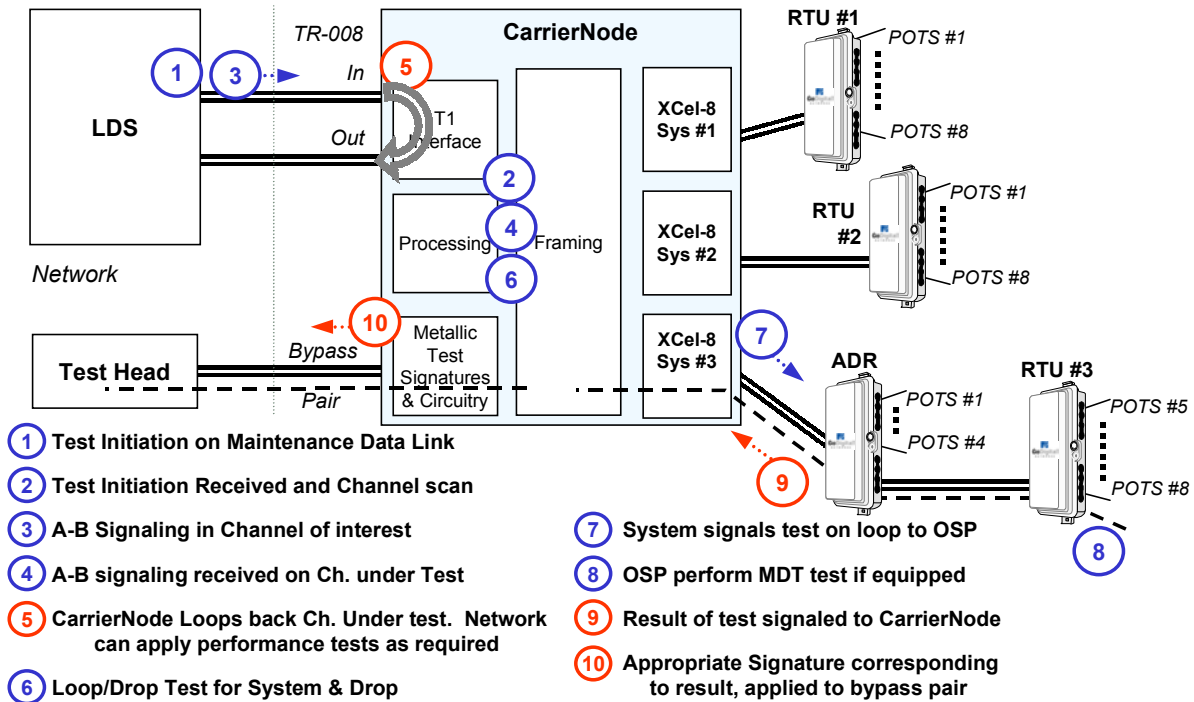 RTU #1
POTS #1
POTS #8
TR-008
CarrierNode
1
3
In
5
LDS
T1
Interface
Out
XCel-8
Sys #1
2
RTU
#2
POTS #1
POTS #8
Processing
4
Framing
6
XCel-8
Sys #2
Network
10
Bypass
Metallic
Test
Signatures
& Circuitry
XCel-8
Sys #3
7
Test Head
Pair
ADR
POTS #1
POTS #4
RTU #3
POTS #5
POTS #8
9
8
1 Test Initiation on Maintenance Data Link
2 Test Initiation Received and Channel scan
3 A-B Signaling in Channel of interest
4 A-B signaling received on Ch. under Test
5 CarrierNode Loops back Ch. Under test. Network
can apply performance tests as required
6 Loop/Drop Test for System & Drop
7 System signals test on loop to OSP
8 OSP perform MDT test if equipped
9 Result of test signaled to CarrierNode
10 Appropriate Signature corresponding
to result, applied to bypass pair